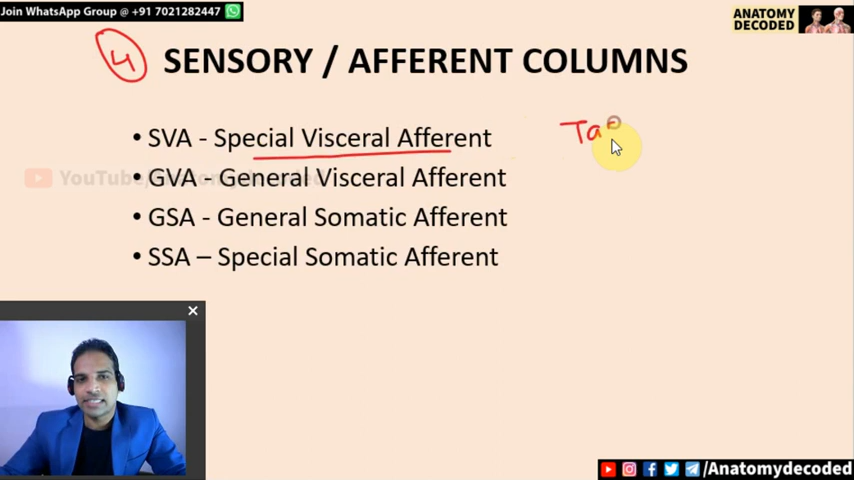 Join WhatsApp Group @ +91 7021282447
ANATOMY
DECODED
4
SENSORY / AFFERENT COLUMNS
• SVA - Special Visceral Afferent
Ta
• GVA - General Visceral Afferent
• GSA - General Somatic Afferent
• SSA – Special Somatic Afferent
/Anatomydecoded